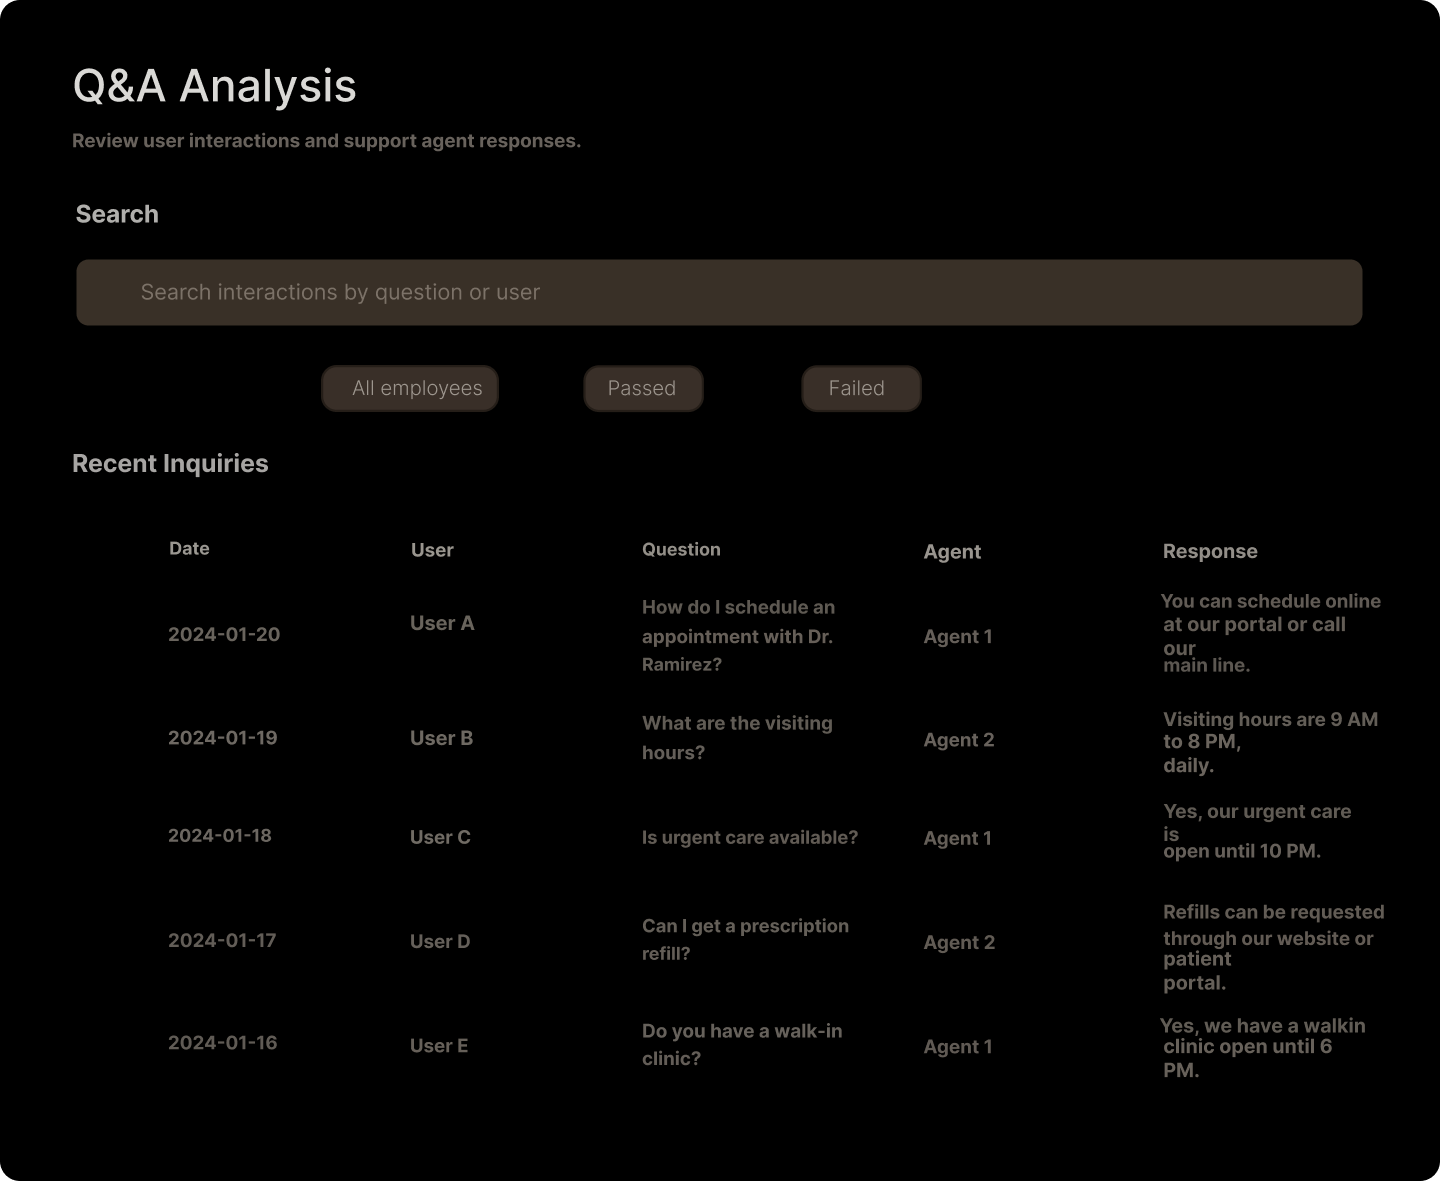 Q&A Analysis
Review user interactions and support agent responses.
Search
Search interactions by question or user
All employees
Passed
Failed
Recent Inquiries
Date
User
Question
Agent
Response
2024-01-20
User A
How do I schedule an
appointment with Dr.
Ramirez?
Agent 1
You can schedule online
at our portal or call
our
main line.
2024-01-19
User B
What are the visiting
hours?
Agent 2
Visiting hours are 9 AM
to 8 PM,
daily.
2024-01-18
User C
Is urgent care available?
Agent 1
Yes, our urgent care
is
open until 10 PM.
2024-01-17
User D
Can I get a prescription
refill?
Agent 2
Refills can be requested
through our website or
patient
portal.
2024-01-16
User E
Do you have a walk-in
clinic?
Agent 1
Yes, we have a walkin
clinic open until 6
PM.